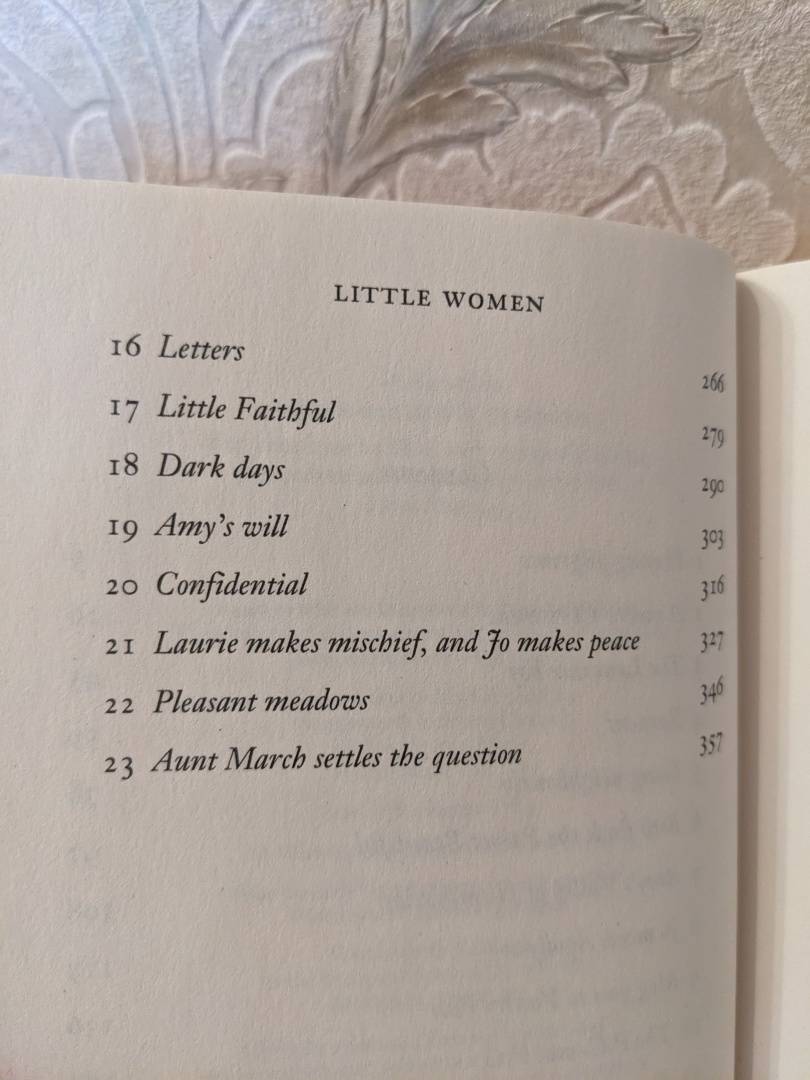 LITTLE WOMEN
16 Letters 266
17 Little Faithful 279
18 Dark days 290
19 Amy's will 303
20 Confidential 316
21 Laurie makes mischief, and Jo makes peace 327
22 Pleasant meadows 346
23 Aunt March settles the question 357